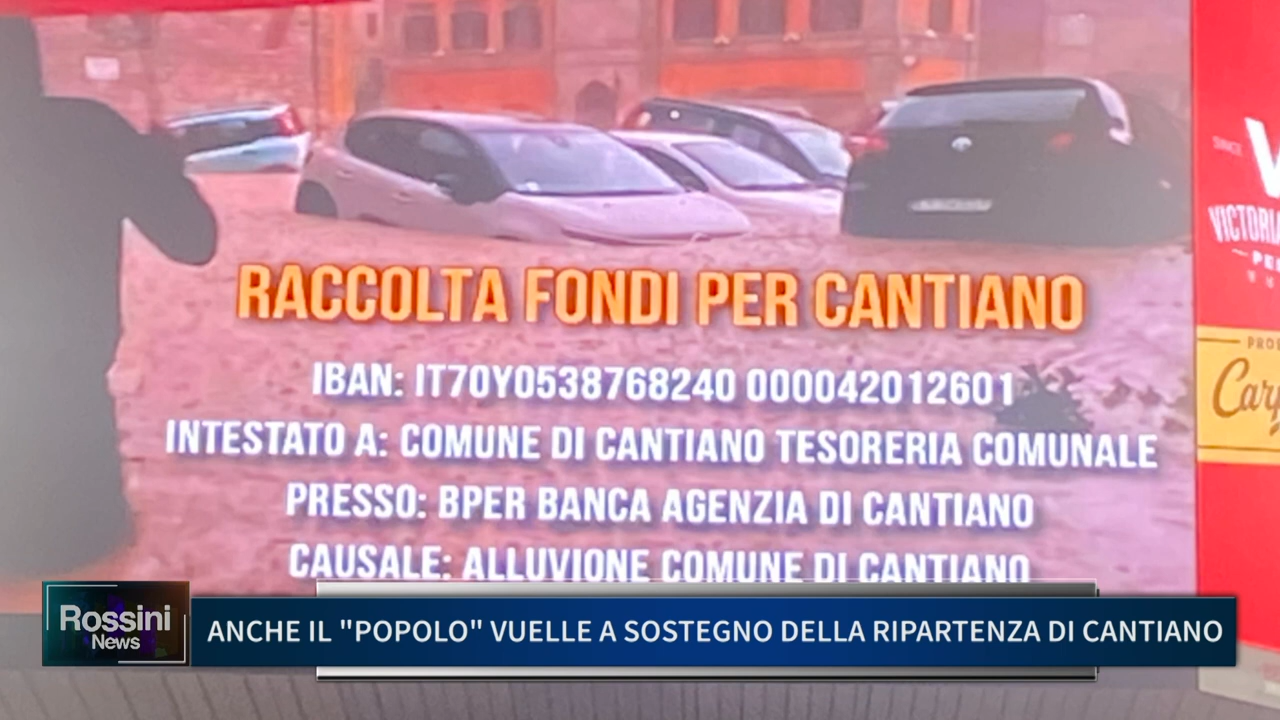 SINCE
VICTORIA
RACCOLTA FONDI PER CANTIANO
IBAN: IT70Y0538768240 000042012601
INTESTATO A: COMUNE DI CANTIANO TESORERIA COMUNALE
PRESSO: BPER BANCA AGENZIA DI CANTIANO
CAUSALE: ALLUVIONE COMUNE DI CANTIANO
Rossini
News
ANCHE IL "POPOLO" VUELLE A SOSTEGNO DELLA RIPARTENZA DI CANTIANO